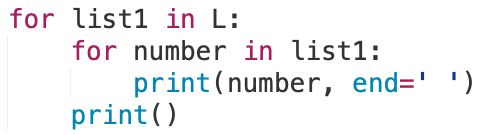 for list1 in L:
    for number in list1:
        print(number, end=' ')
    print()